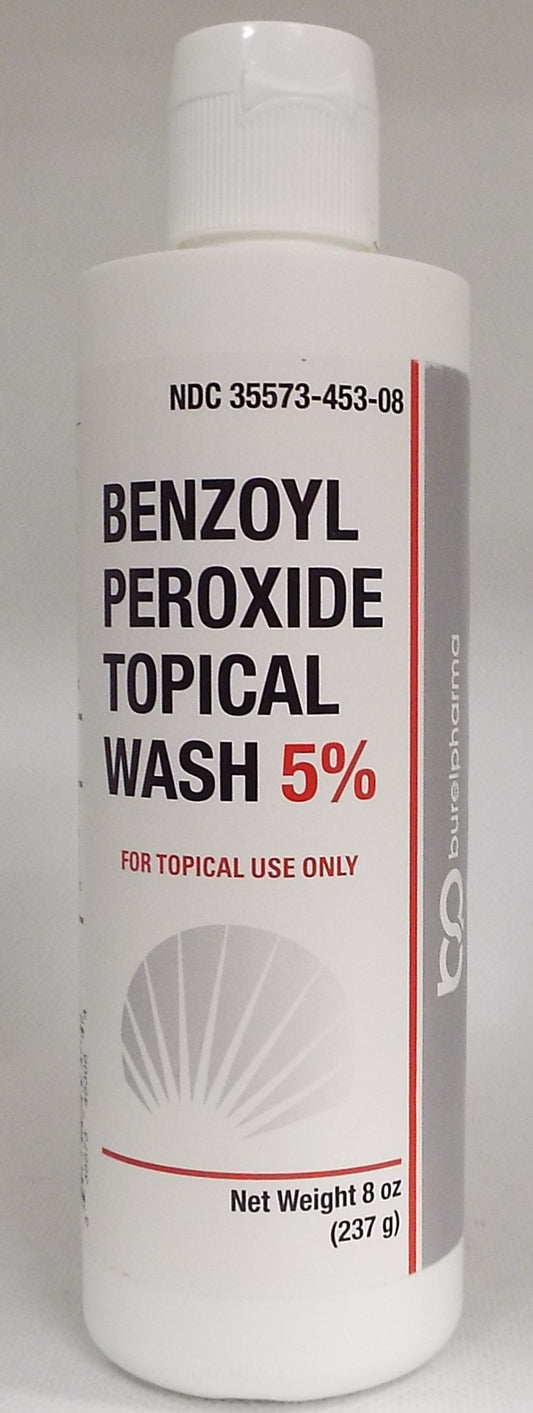 NDC 35573-453-08
BENZOYL
PEROXIDE
TOPICAL
WASH 5%
FOR TOPICAL USE ONLY
Net Weight 8 oz
(237 g)
burelpharma